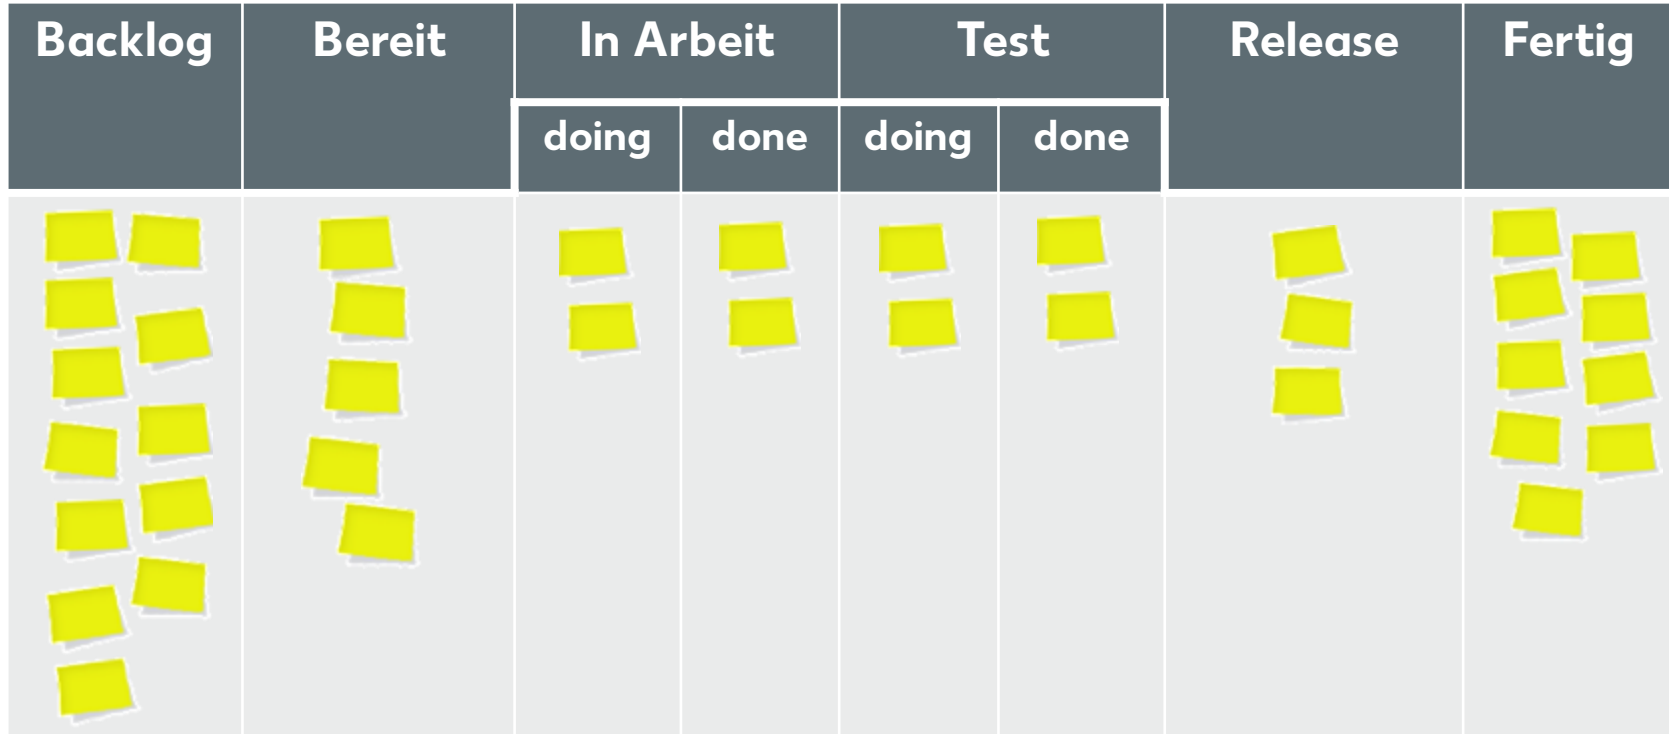 Backlog
Bereit
In Arbeit
Test
Release
Fertig
doing
done
doing
done